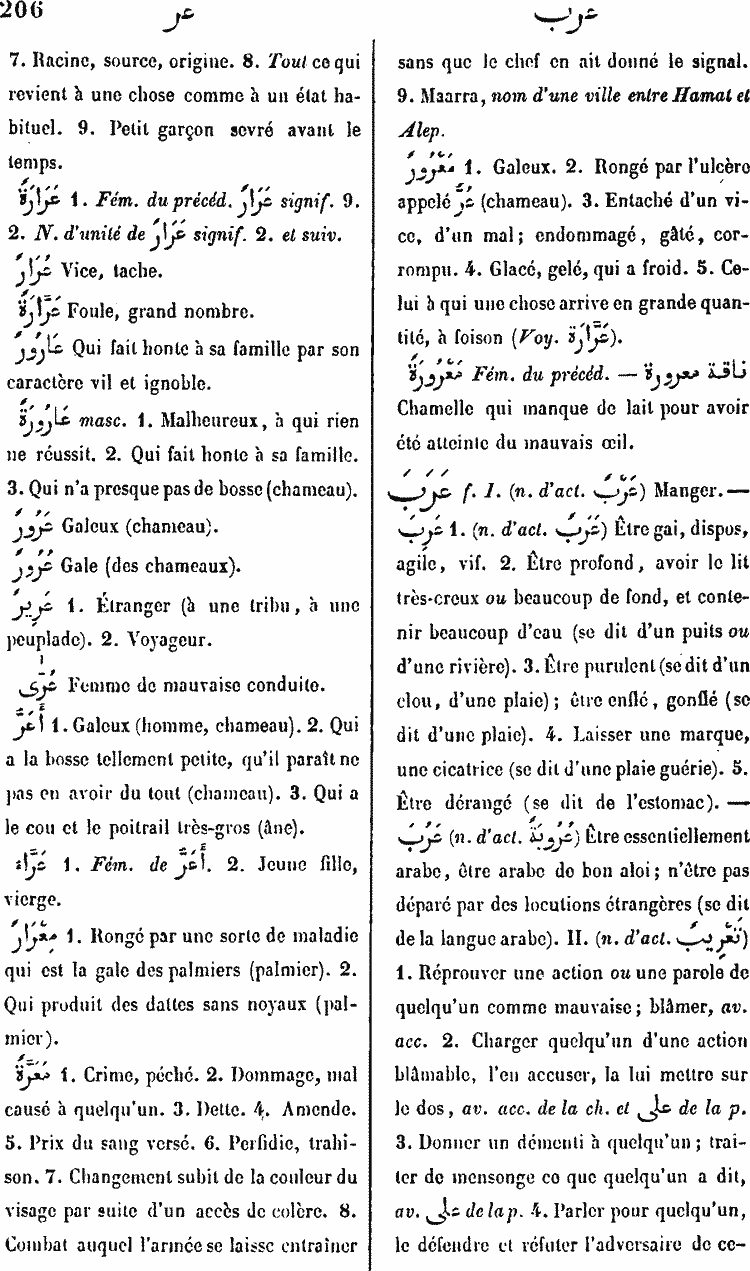 206
عر
عرب
7. Racine, source, origine. 8. Tout ce qui
revient à une chose comme à un état ha-
bituel. 9. Petit garçon sevré avant le
temps.
عَرَارَةٌ 1. Fém. du précéd. عَرَارٌ signif. 9.
2. N. d'unité de عَرَارٌ signif. 2. et suiv.
عُرَارٌ Vice, tache.
عَرَّارَةٌ Foule, grand nombre.
عَارُورٌ Qui fait honte à sa famille par son
caractère vil et ignoble.
عَارُورَةٌ masc. 1. Malheureux, à qui rien
ne réussit. 2. Qui fait honte à sa famille.
3. Qui n'a presque pas de bosse (chameau).
عَرُورٌ Galeux (chameau).
عُرُورٌ Gale (des chameaux).
عَرِيرٌ 1. Étranger (à une tribu, à une
peuplade). 2. Voyageur.
عُرَّى Femme de mauvaise conduite.
أَعَرُّ 1. Galeux (homme, chameau). 2. Qui
a la bosse tellement petite, qu'il paraît ne
pas en avoir du tout (chameau). 3. Qui a
le cou et le poitrail très-gros (âne).
عَرَّاء 1. Fém. de أَعَرُّ. 2. Jeune fille,
vierge.
مِعْرَارٌ 1. Rongé par une sorte de maladie
qui est la gale des palmiers (palmier). 2.
Qui produit des dattes sans noyaux (pal-
mier).
مَعَرَّةٌ 1. Crime, péché. 2. Dommage, mal
causé à quelqu'un. 3. Dette. 4. Amende.
5. Prix du sang versé. 6. Perfidie, trahi-
son. 7. Changement subit de la couleur du
visage par suite d'un accès de colère. 8.
Combat auquel l'armée se laisse entraîner
sans que le chef en ait donné le signal.
9. Maarra, nom d'une ville entre Hamat et
Alep.
مَعْرُورٌ 1. Galeux. 2. Rongé par l'ulcère
appelé عُرّ (chameau). 3. Entaché d'un vi-
ce, d'un mal; endommagé, gâté, cor-
rompu. 4. Glacé, gelé, qui a froid. 5. Ce-
lui à qui une chose arrive en grande quan-
tité, à foison (Voy. عَرَّارَةٌ).
مَعْرُورَةٌ Fém. du précéd. — ناقة معرورة
Chamelle qui manque de lait pour avoir
été atteinte du mauvais œil.
عَرَبَ f. I. (n. d'act. عَرْبٌ) Manger. —
عَرِبَ 1. (n. d'act. عَرَبٌ) Être gai, dispos,
agile, vif. 2. Être profond, avoir le lit
très-creux ou beaucoup de fond, et conte-
nir beaucoup d'eau (se dit d'un puits ou
d'une rivière). 3. Être purulent (se dit d'un
clou, d'une plaie); être enflé, gonflé (se
dit d'une plaie). 4. Laisser une marque,
une cicatrice (se dit d'une plaie guérie). 5.
Être dérangé (se dit de l'estomac). —
عَرُبَ (n. d'act. عُرُوبَةٌ) Être essentiellement
arabe, être arabe de bon aloi; n'être pas
déparé par des locutions étrangères (se dit
de la langue arabe). II. (n. d'act. تَعْرِيبٌ)
1. Réprouver une action ou une parole de
quelqu'un comme mauvaise; blâmer, av.
acc. 2. Charger quelqu'un d'une action
blâmable, l'en accuser, la lui mettre sur
le dos, av. acc. de la ch. et على de la p.
3. Donner un démenti à quelqu'un; trai-
ter de mensonge ce que quelqu'un a dit,
av. على de la p. 4. Parler pour quelqu'un,
le défendre et réfuter l'adversaire de ce-